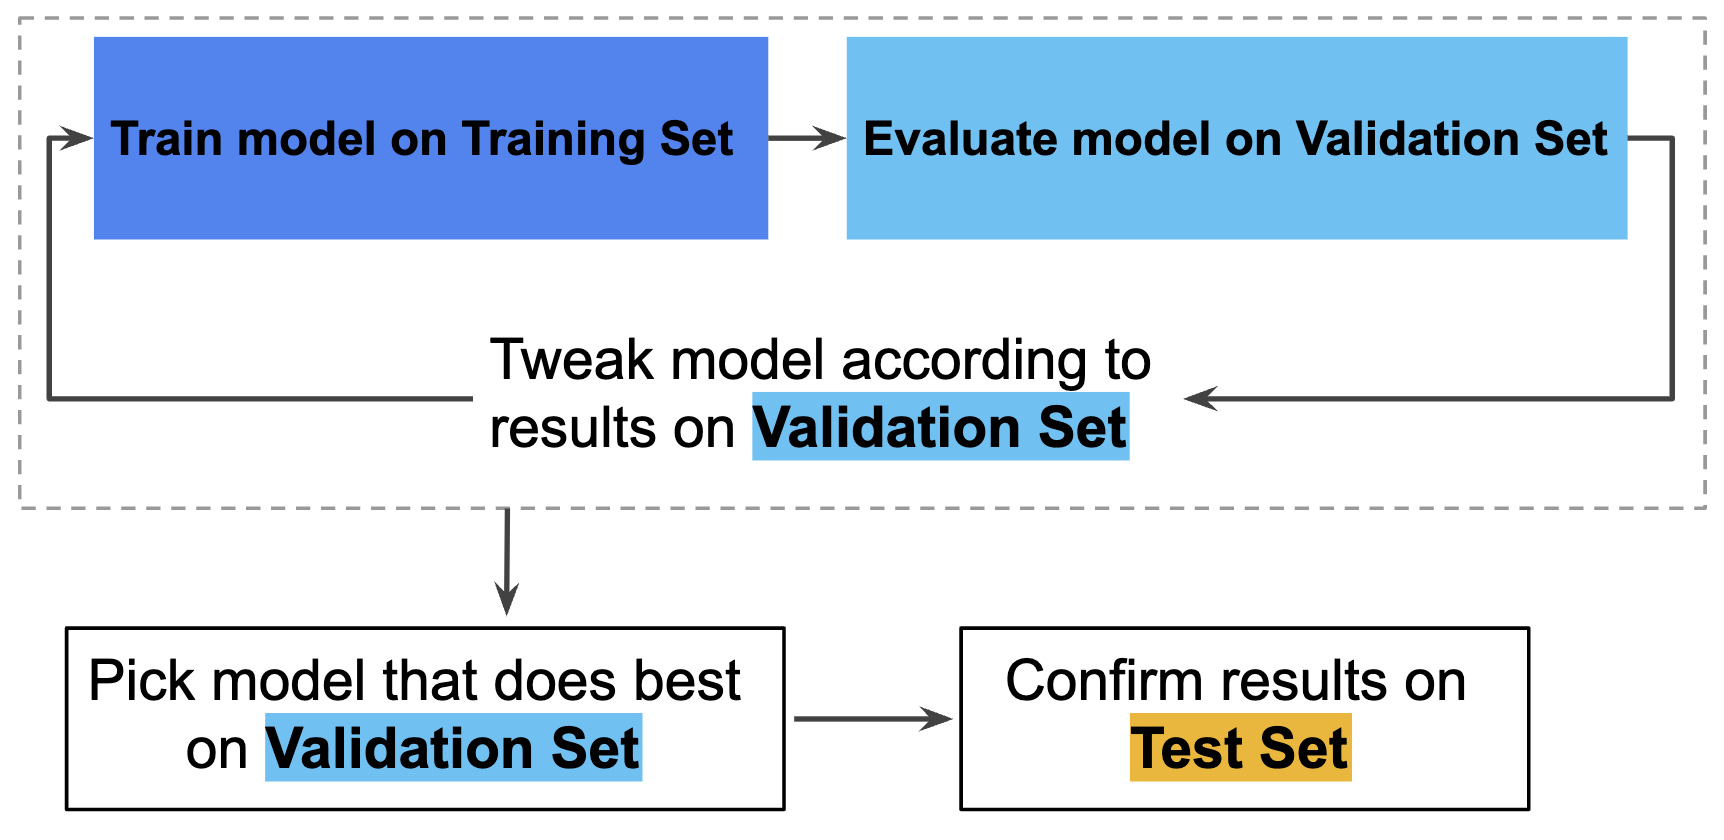 Train model on Training Set
Evaluate model on Validation Set
Tweak model according to
results on Validation Set
Pick model that does best
on Validation Set
Confirm results on
Test Set